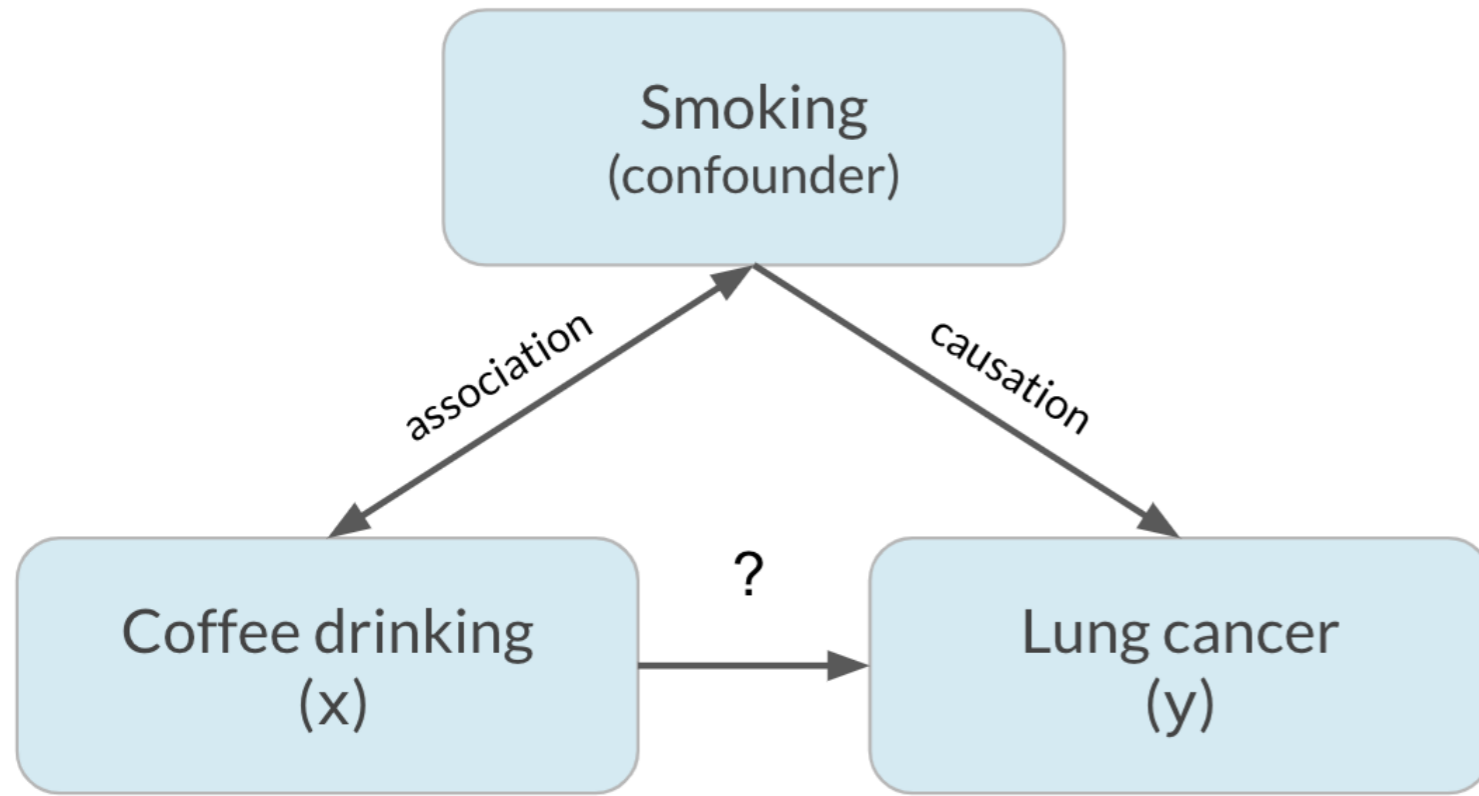 Smoking
(confounder)
association
causation
?
Coffee drinking
(x)
Lung cancer
(y)